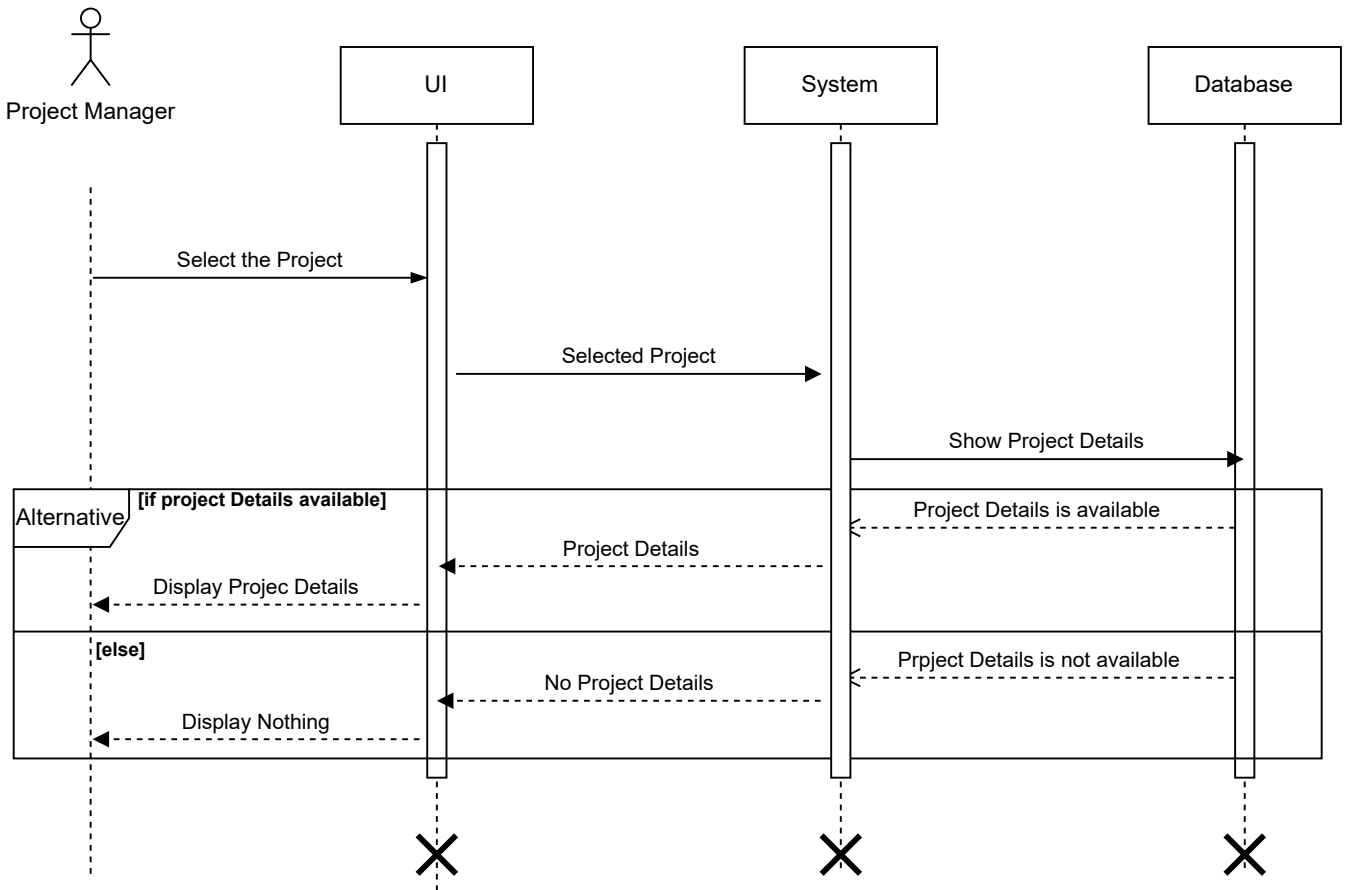 Project Manager
UI
System
Database
Select the Project
Selected Project
Show Project Details
Alternative
[if project Details available]
Project Details is available
Project Details
Display Projec Details
[else]
Prpject Details is not available
No Project Details
Display Nothing